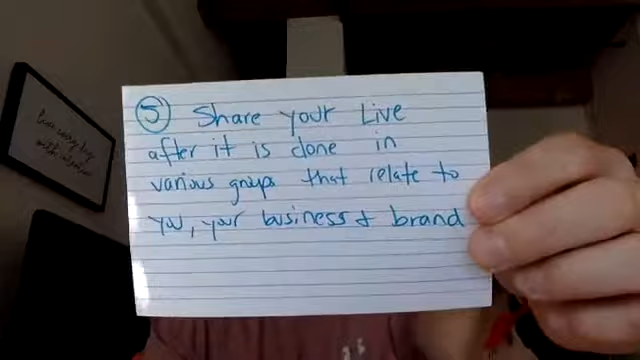 ⑤ Share your Live
after it is done in
various groups that relate to
you, your business & brand